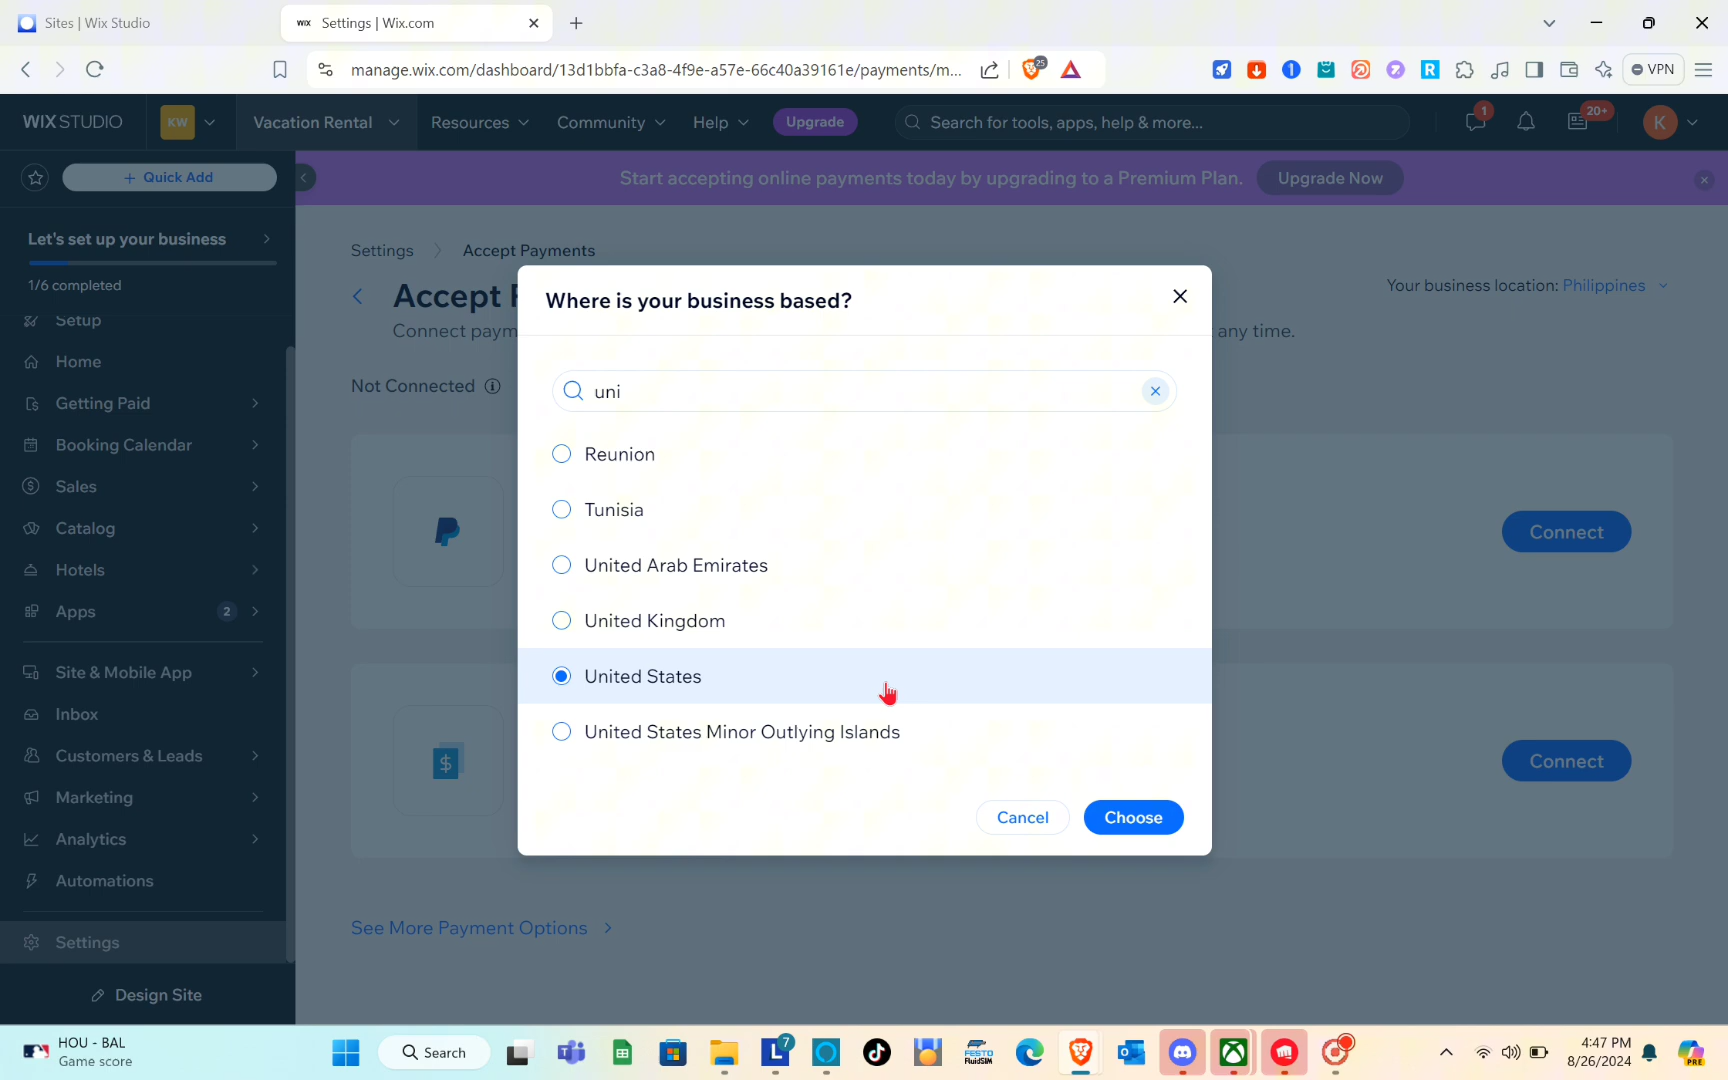 Sites | Wix Studio
WIX Settings | Wix.com
manage.wix.com/dashboard/13d1bbfa-c3a8-4f9e-a57e-66c40a39161e/payments/m...
25
VPN
WIX STUDIO
KW
Vacation Rental
Resources
Community
Help
Upgrade
Search for tools, apps, help & more...
1
20+
K
+ Quick Add
Start accepting online payments today by upgrading to a Premium Plan.
Upgrade Now
Let's set up your business
1/6 completed
Setup
Home
Getting Paid
Booking Calendar
Sales
Catalog
Hotels
Apps 2
Site & Mobile App
Inbox
Customers & Leads
Marketing
Analytics
Automations
Settings
Design Site
Settings > Accept Payments
Accept
Connect paym
any time.
Your business location: Philippines
Not Connected
Connect
Connect
See More Payment Options
Where is your business based?
uni
Reunion
Tunisia
United Arab Emirates
United Kingdom
United States
United States Minor Outlying Islands
Cancel
Choose
HOU - BAL
Game score
Search
7
FESTO
FluidSIM
4:47 PM
8/26/2024
PRE